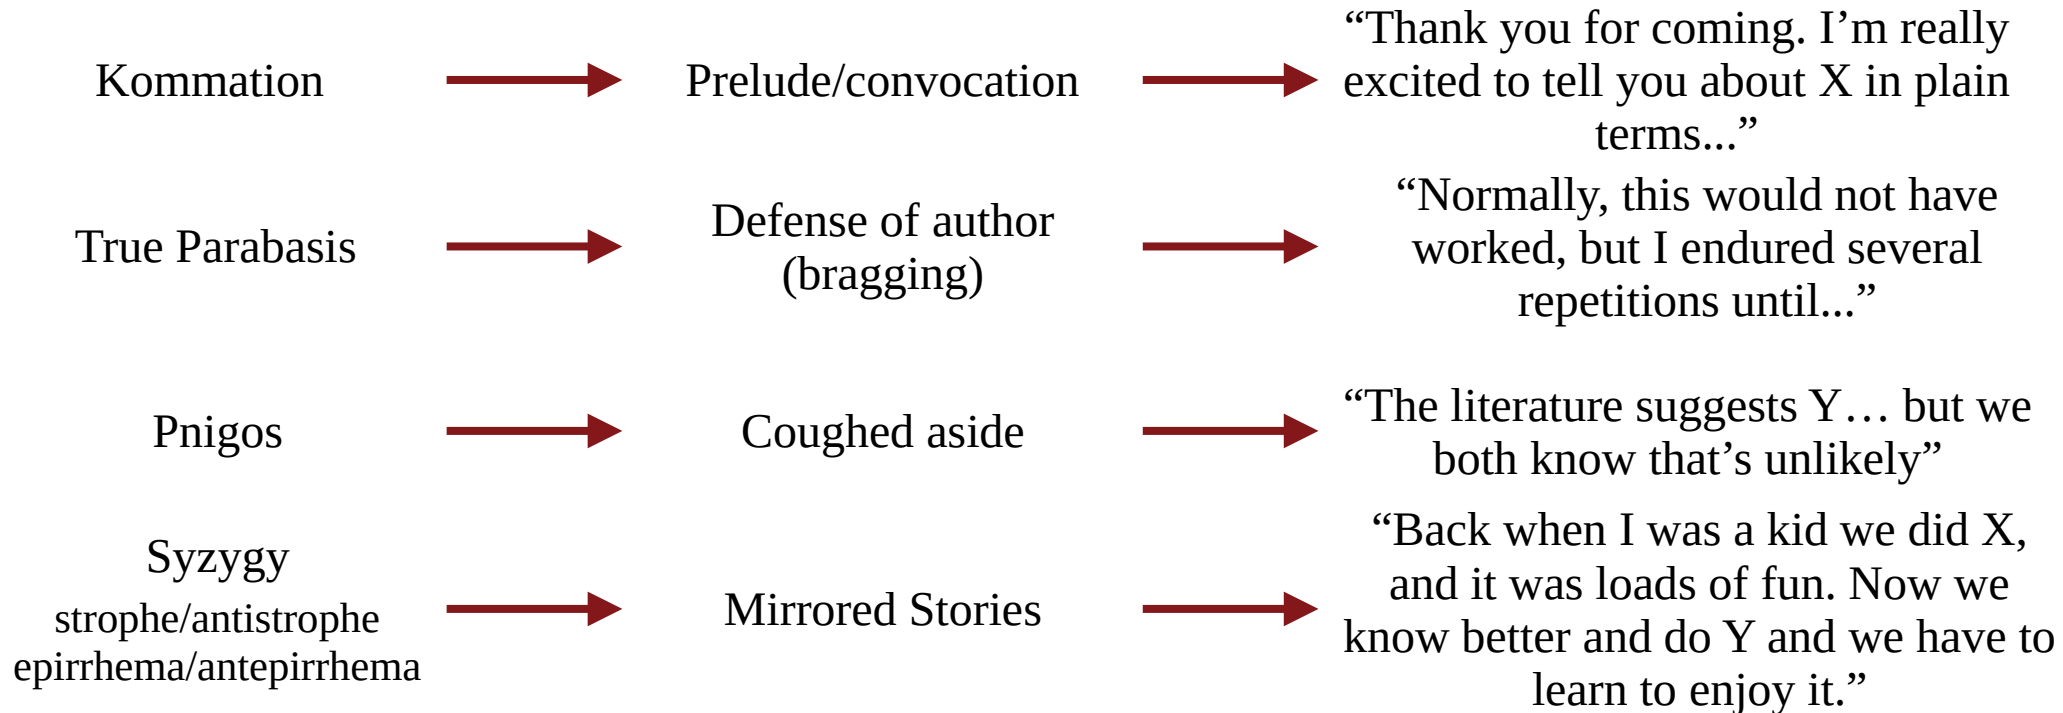 Kommation
Prelude/convocation
“Thank you for coming. I’m really
excited to tell you about X in plain
terms...”
True Parabasis
Defense of author
(bragging)
“Normally, this would not have
worked, but I endured several
repetitions until...”
Pnigos
Coughed aside
“The literature suggests Y… but we
both know that’s unlikely”
Syzygy
strophe/antistrophe
epirrhema/antepirrhema
Mirrored Stories
“Back when I was a kid we did X,
and it was loads of fun. Now we
know better and do Y and we have to
learn to enjoy it.”